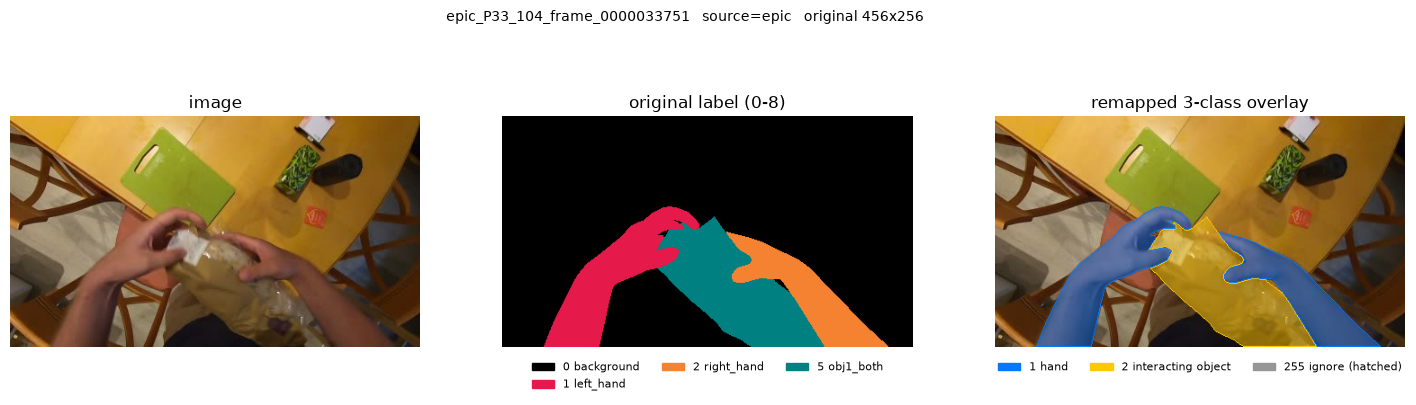 epic_P33_104_frame_0000033751 source=epic original 456x256
image
original label (0-8)
remapped 3-class overlay
0 background
1 left_hand
2 right_hand
5 obj1_both
1 hand
2 interacting object
255 ignore (hatched)